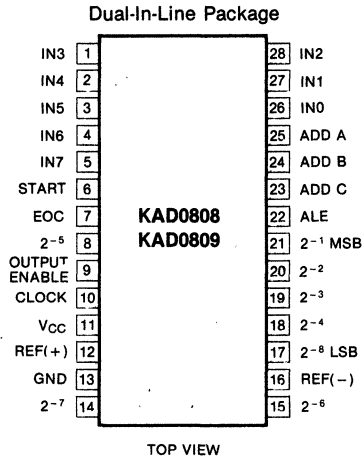 Dual-In-Line Package
IN3 1 28 IN2
IN4 2 27 IN1
IN5 3 26 IN0
IN6 4 25 ADD A
IN7 5 24 ADD B
START 6 23 ADD C
EOC 7 KAD0808 22 ALE
2⁻⁵ 8 KAD0809 21 2⁻¹ MSB
OUTPUT
ENABLE 9 20 2⁻²
CLOCK 10 19 2⁻³
VCC 11 18 2⁻⁴
REF(+) 12 17 2⁻⁸ LSB
GND 13 16 REF(−)
2⁻⁷ 14 15 2⁻⁶
TOP VIEW